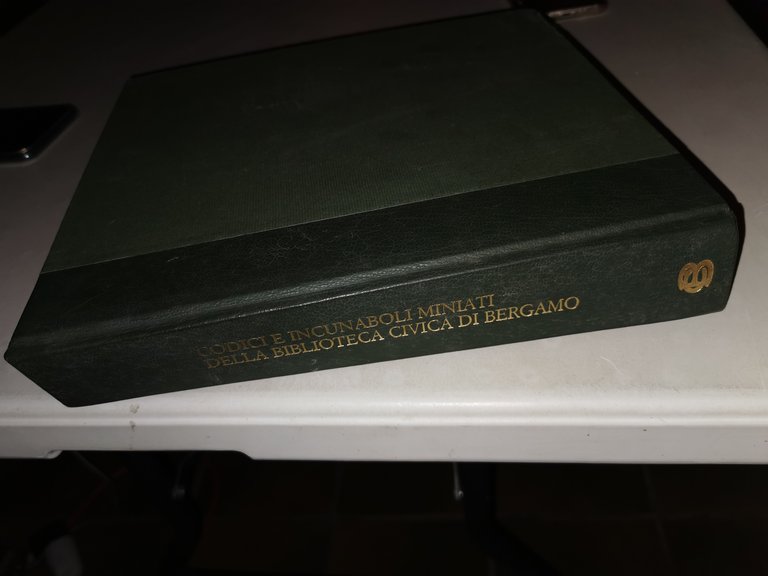 CODICI E INCUNABOLI MINIATI
DELLA BIBLIOTECA CIVICA DI BERGAMO